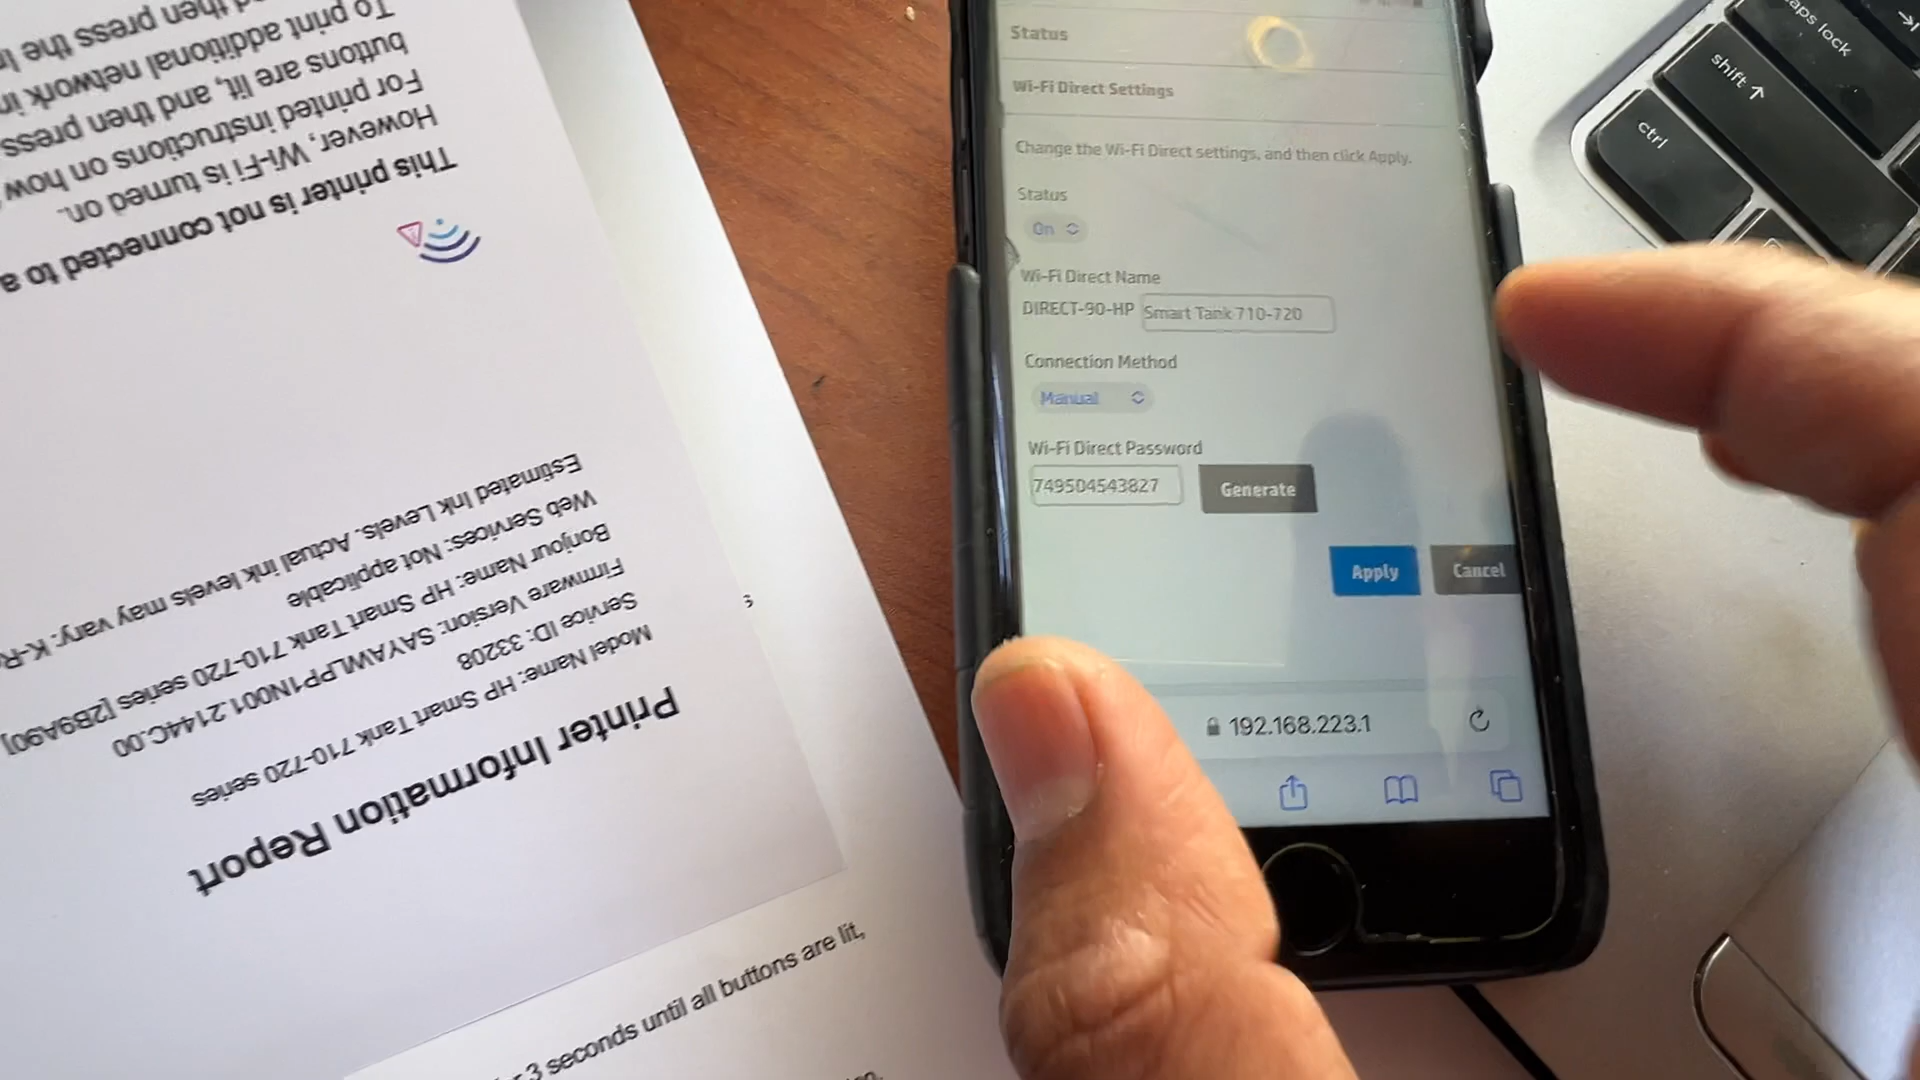 Status
Wi-Fi Direct Settings
Change the Wi-Fi Direct settings, and then click Apply.
Status
On
Wi-Fi Direct Name
DIRECT-90-HP Smart Tank 710-720
Connection Method
Manual
Wi-Fi Direct Password
749504543827 Generate
Apply Cancel
192.168.223.1
Printer Information Report
Model Name: HP Smart Tank 710-720 series
Service ID: 33208
Firmware Version: SAYAWLPP1N001.2144C.00
Bonjour Name: HP Smart Tank 710-720 series [2B9A90]
Web Services: Not applicable
Estimated Ink Levels. Actual ink levels may vary:
This printer is not connected to a
However, Wi-Fi is turned on.
For printed instructions on how
buttons are lit, and then press
To print additional network
then press the
3 seconds until all buttons are lit,
shift
ctrl
caps lock